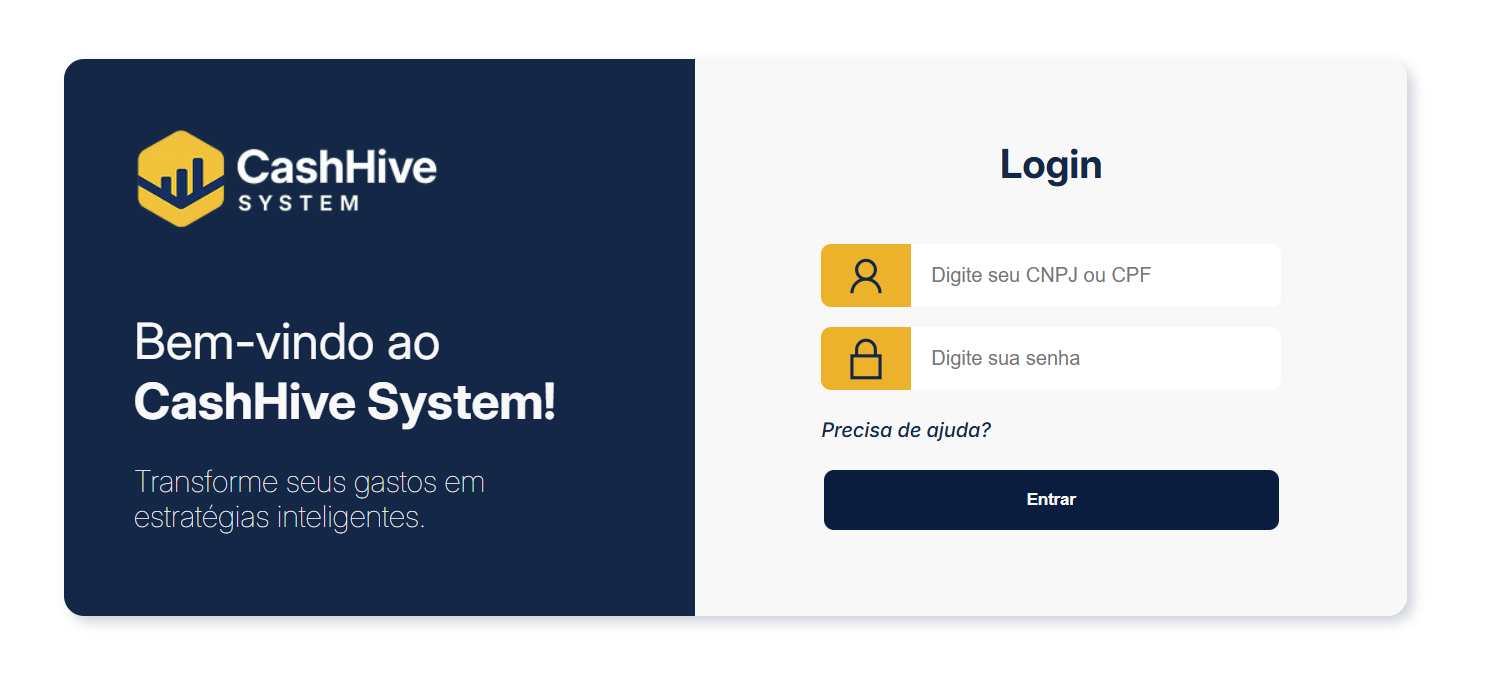 CashHive
SYSTEM
Bem-vindo ao
CashHive System!
Transforme seus gastos em
estratégias inteligentes.
Login
Digite seu CNPJ ou CPF
Digite sua senha
Precisa de ajuda?
Entrar